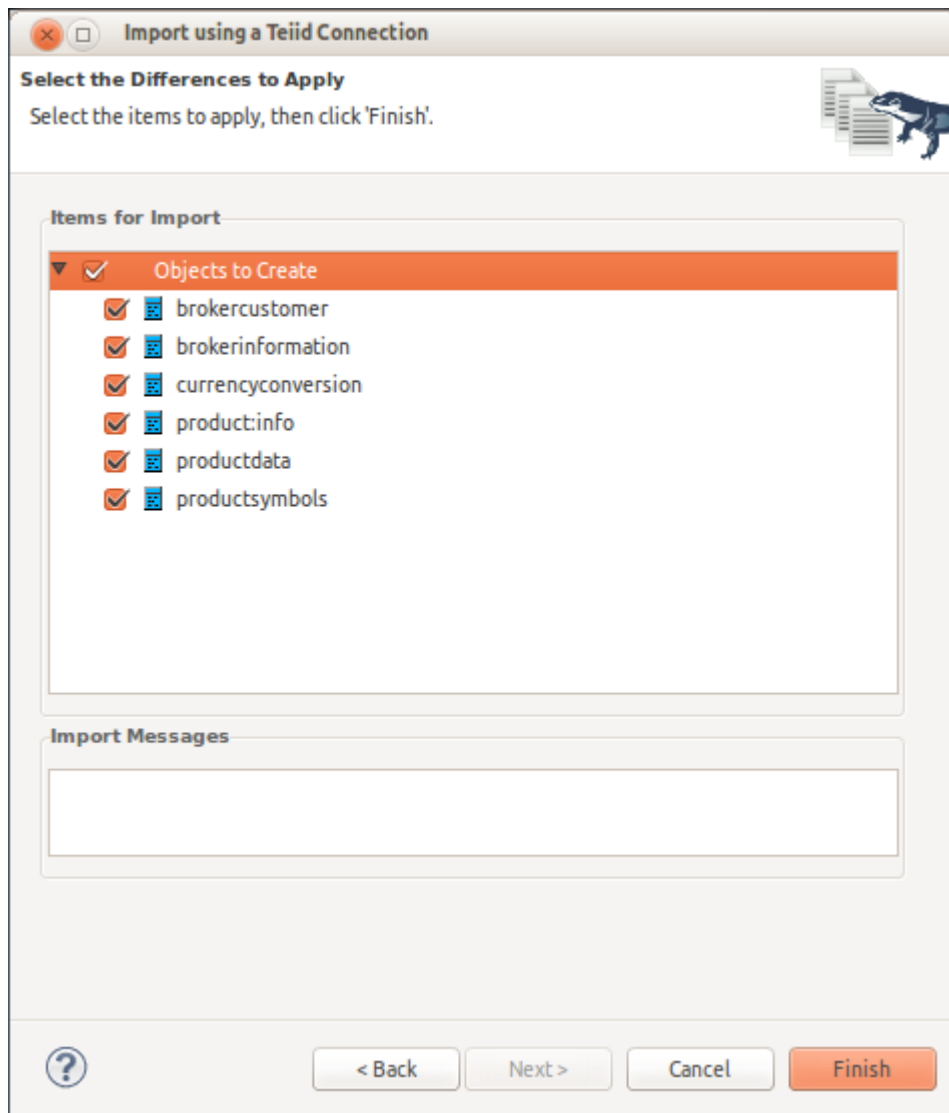 Import using a Teiid Connection
Select the Differences to Apply
Select the items to apply, then click 'Finish'.
Items for Import
Objects to Create
brokercustomer
brokerinformation
currencyconversion
product:info
productdata
productsymbols
Import Messages
< Back Next > Cancel Finish